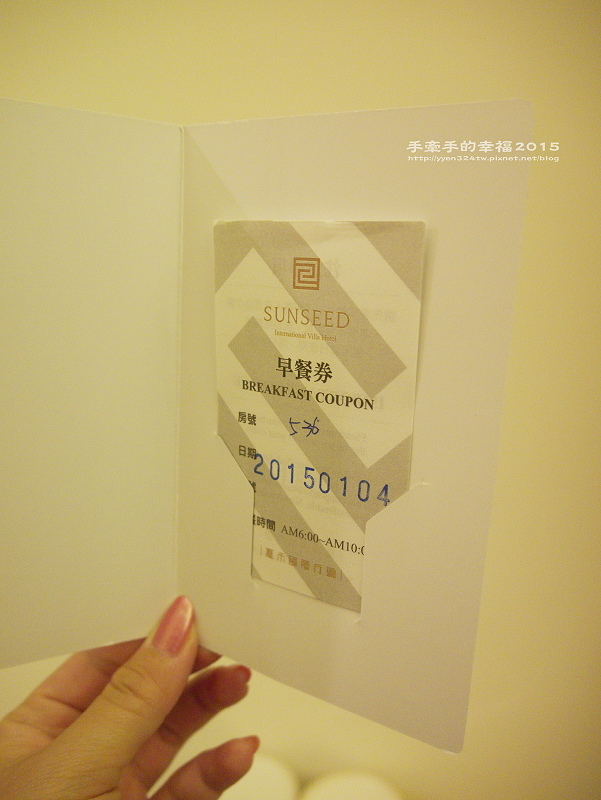 手牽手的幸福2015
http://yyen324tw.pixnet.net/blog
SUNSEED
International Villa Hotel
早餐券
BREAKFAST COUPON
房號 536
日期 20150104
時間 AM6:00~AM10:0